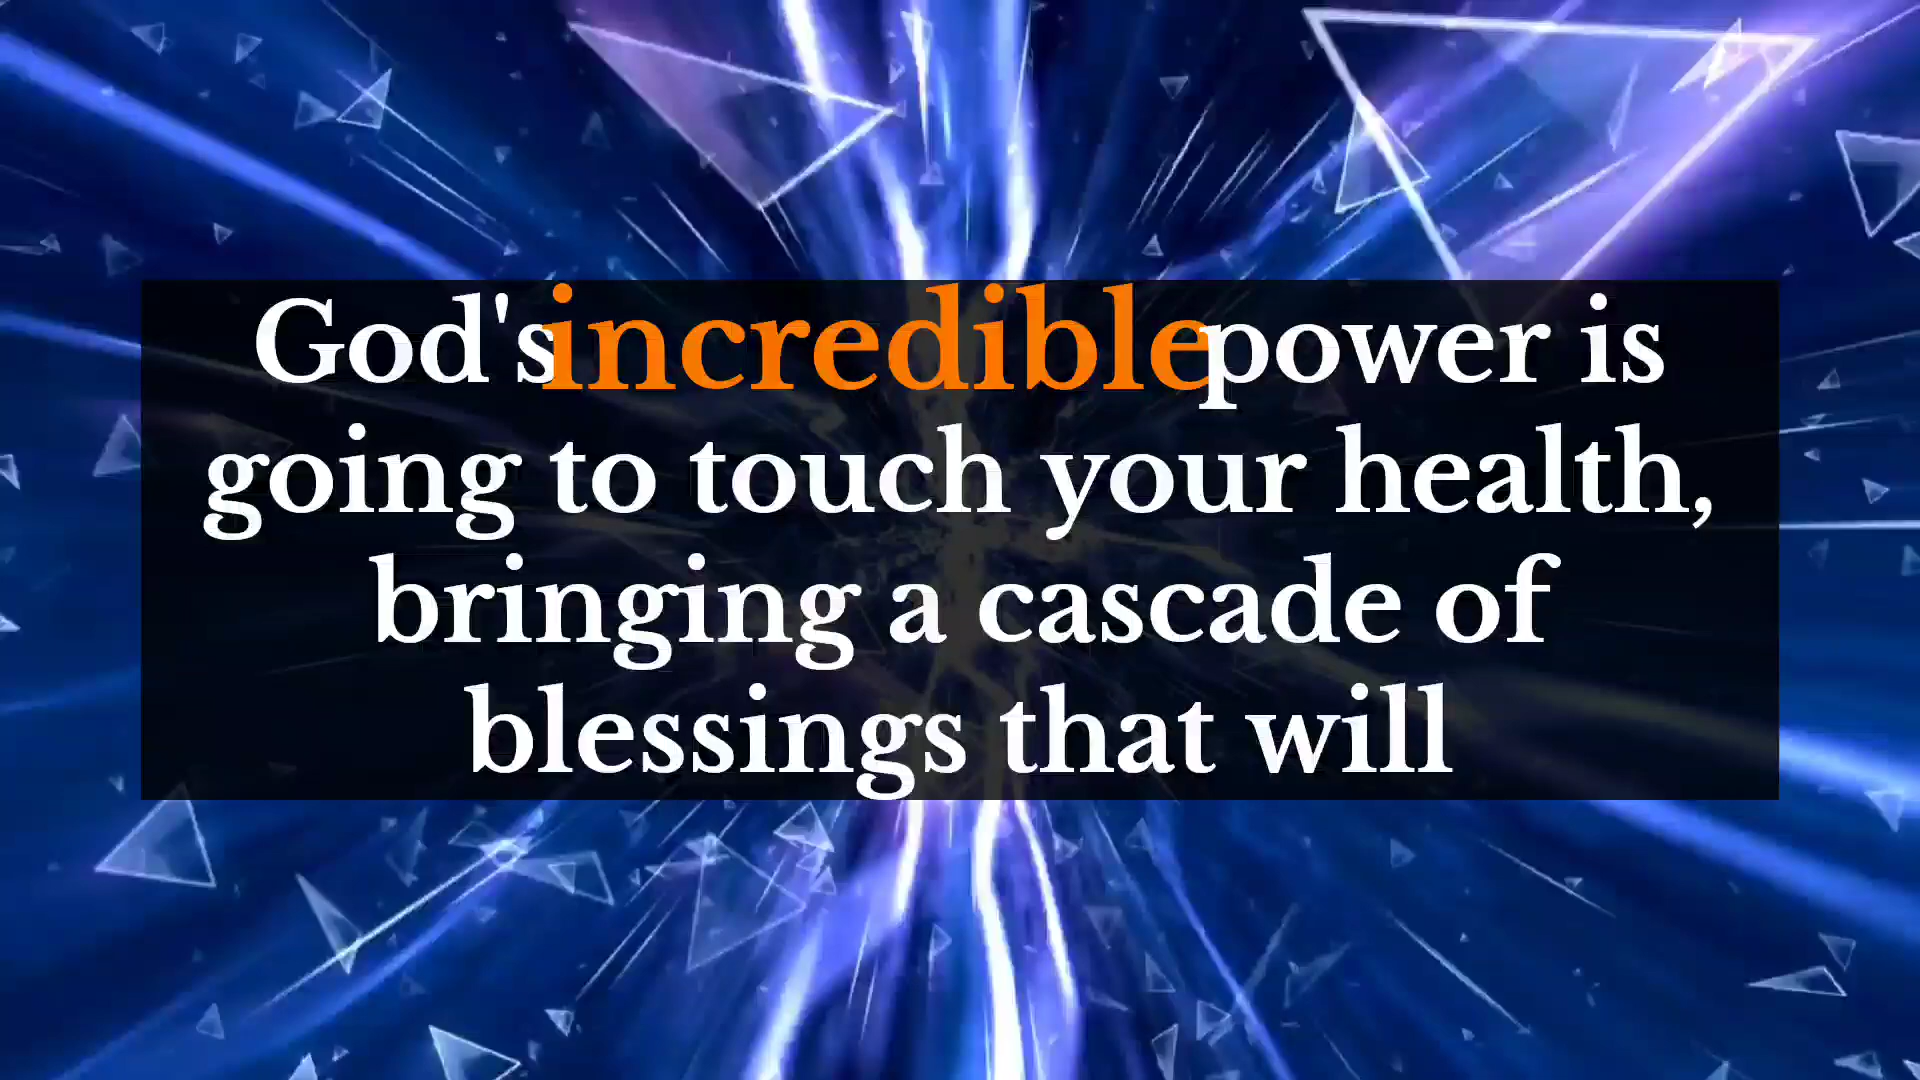 God's incredible power is
going to touch your health,
bringing a cascade of
blessings that will